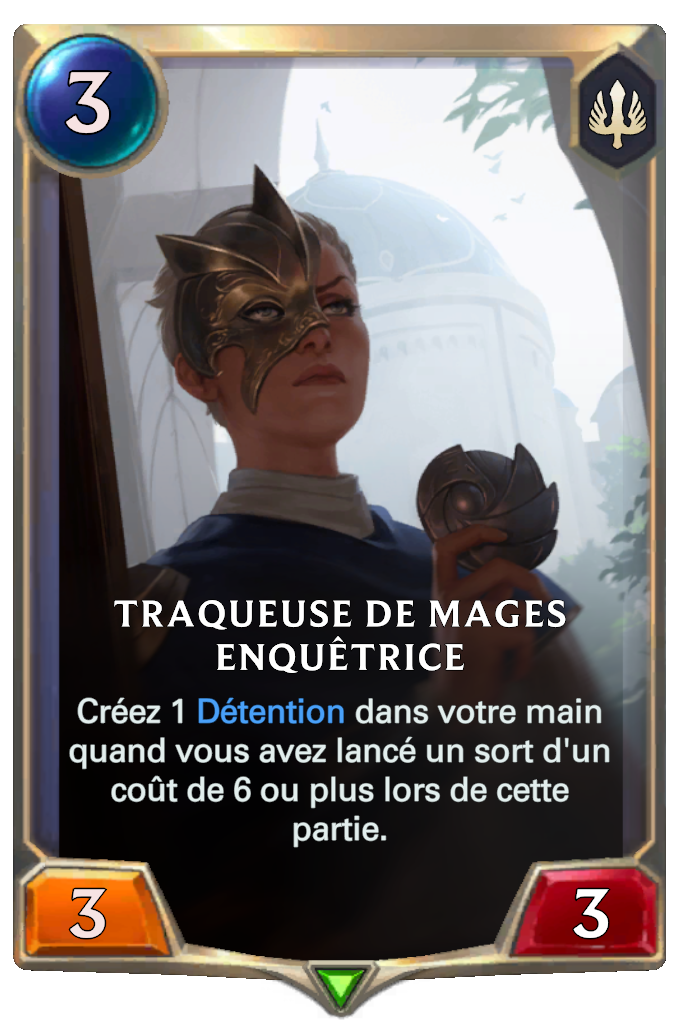 3
TRAQUEUSE DE MAGES
ENQUÊTRICE
Créez 1 Détention dans votre main
quand vous avez lancé un sort d'un
coût de 6 ou plus lors de cette
partie.
3
3